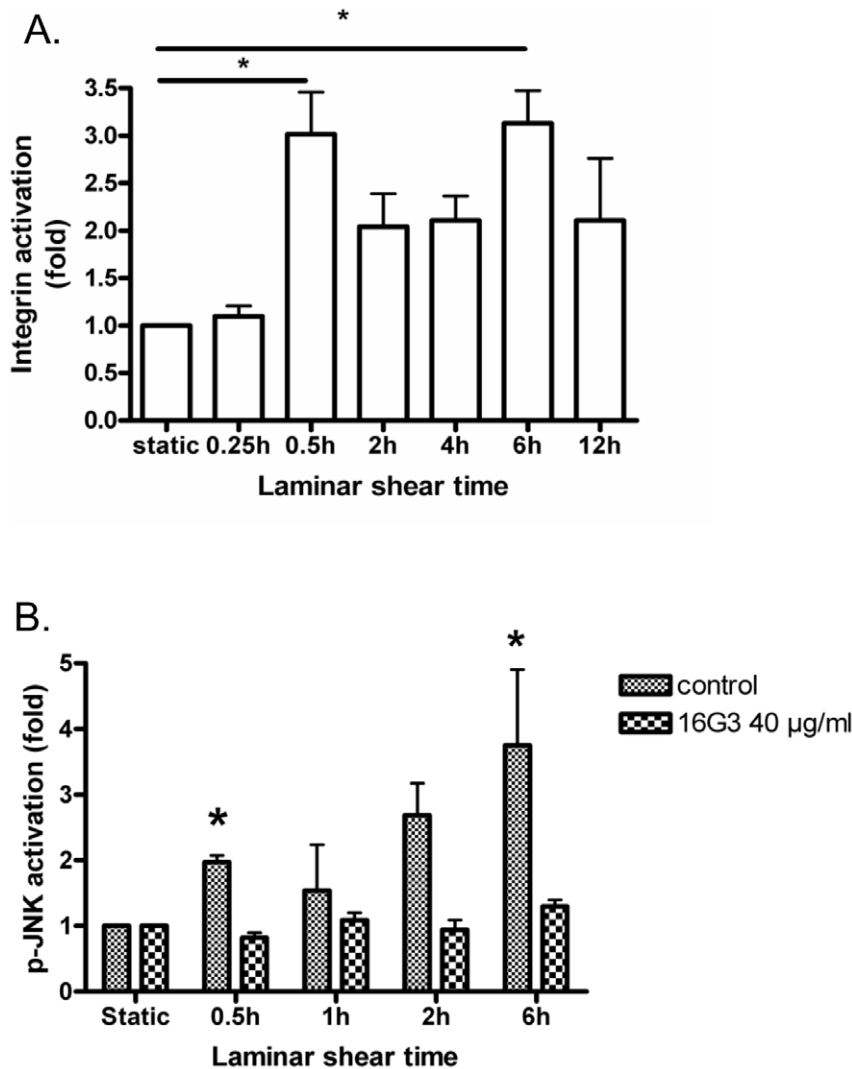 A.
*
*
3.5
3.0
2.5
2.0
1.5
1.0
0.5
0.0
Integrin activation
(fold)
static 0.25h 0.5h 2h 4h 6h 12h
Laminar shear time
B.
*
*
5
4
3
2
1
0
p-JNK activation (fold)
control
16G3 40 µg/ml
Static 0.5h 1h 2h 6h
Laminar shear time